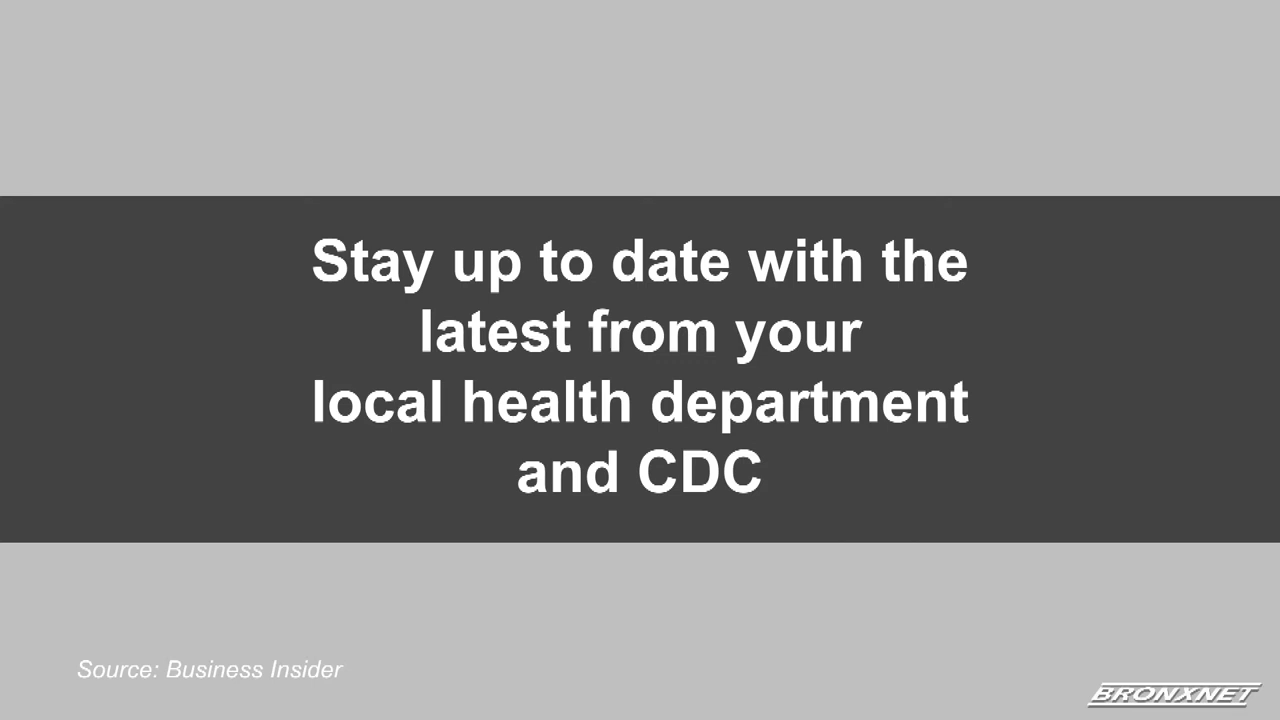 Stay up to date with the
latest from your
local health department
and CDC
Source: Business Insider
BRONXNET